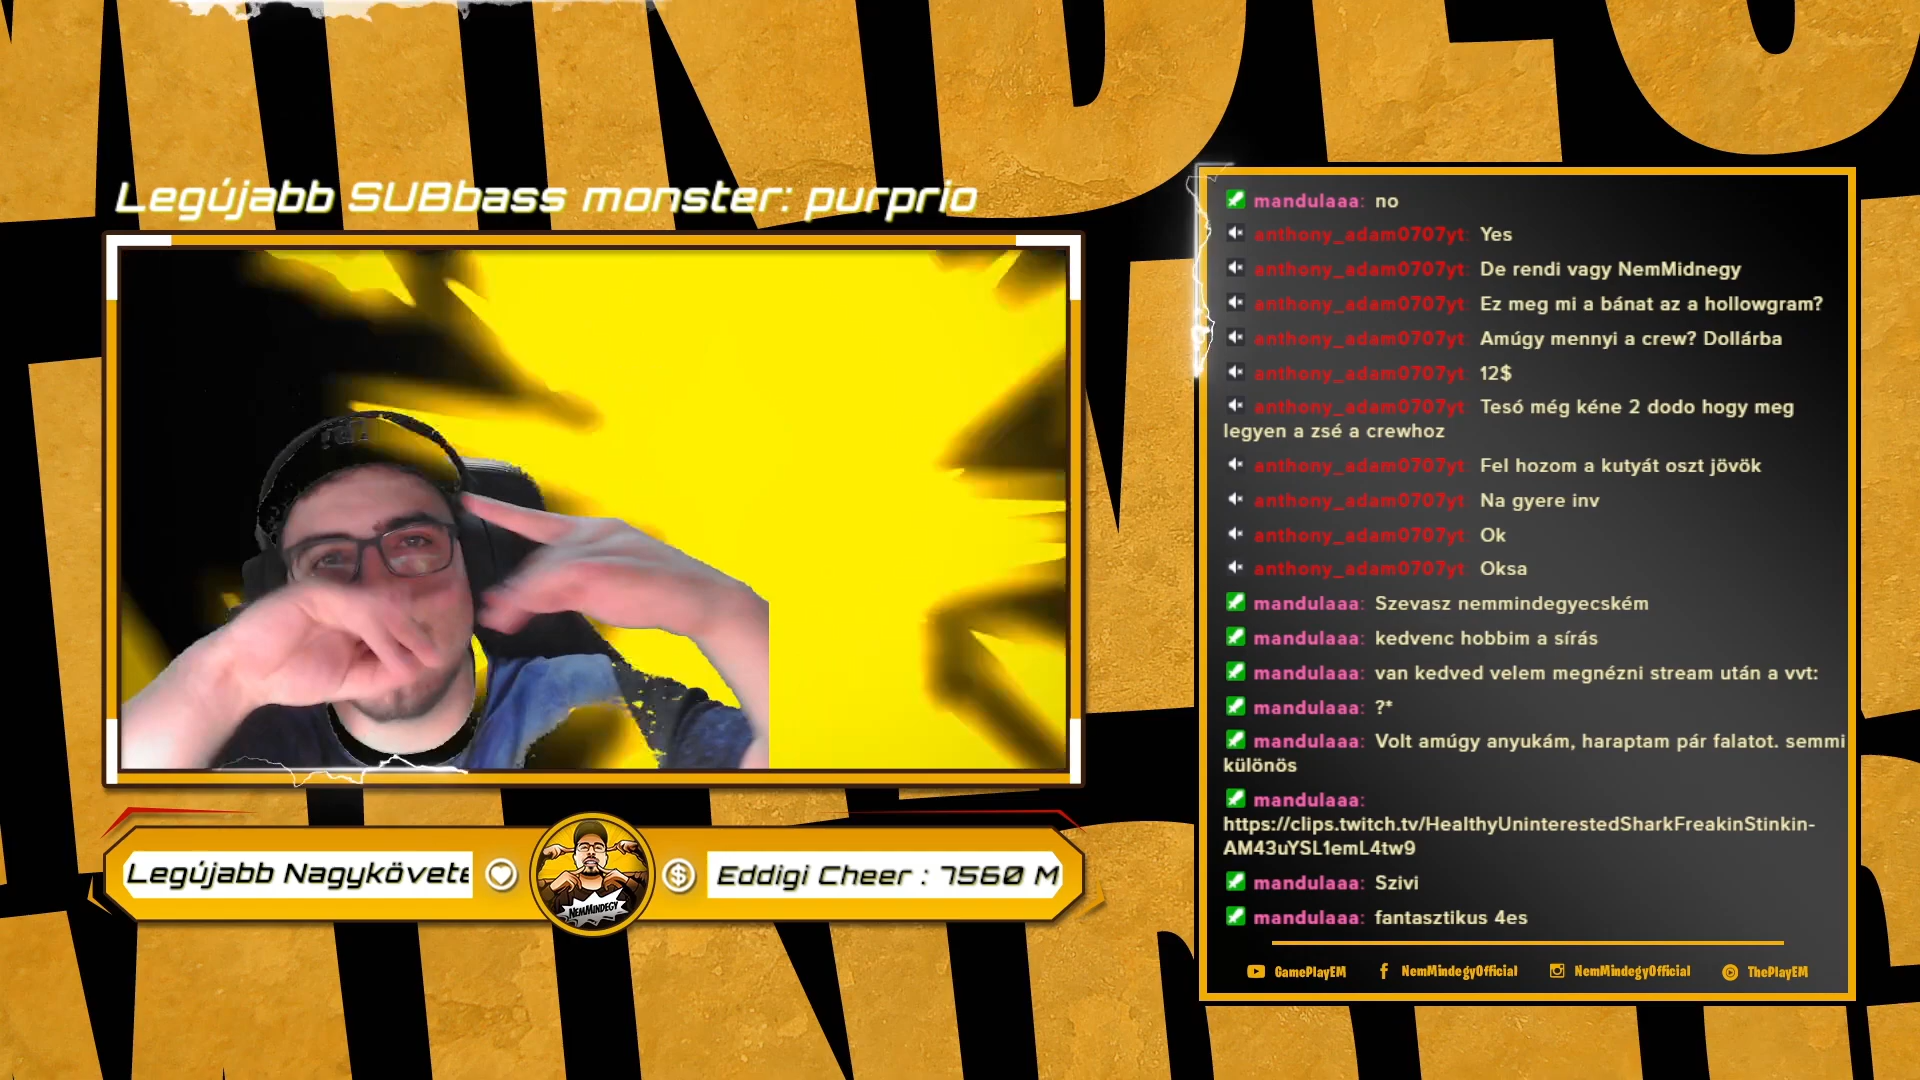 Legújabb SUBbass monster: purprio
mandulaaa: no
anthony_adam0707yt: Yes
anthony_adam0707yt: De rendi vagy NemMidnegy
anthony_adam0707yt: Ez meg mi a bánat az a hollowgram?
anthony_adam0707yt: Amúgy mennyi a crew? Dollárba
anthony_adam0707yt: 12$
anthony_adam0707yt: Tesó még kéne 2 dodo hogy meg
legyen a zsé a crewhoz
anthony_adam0707yt: Fel hozom a kutyát oszt jövök
anthony_adam0707yt: Na gyere inv
anthony_adam0707yt: Ok
anthony_adam0707yt: Oksa
mandulaaa: Szevasz nemmindegyecském
mandulaaa: kedvenc hobbim a sírás
mandulaaa: van kedved velem megnézni stream után a vvt:
mandulaaa: ?*
mandulaaa: Volt amúgy anyukám, haraptam pár falatot. semmi
különös
mandulaaa:
https://clips.twitch.tv/HealthyUninterestedSharkFreakinStinkin-
AM43uYSL1emL4tw9
mandulaaa: Szivi
mandulaaa: fantasztikus 4es
GamePlayEM NemMindegyOfficial NemMindegyOfficial ThePlayEM
Legújabb Nagykövete
NEMMINDEGY
Eddigi Cheer : 7560 M